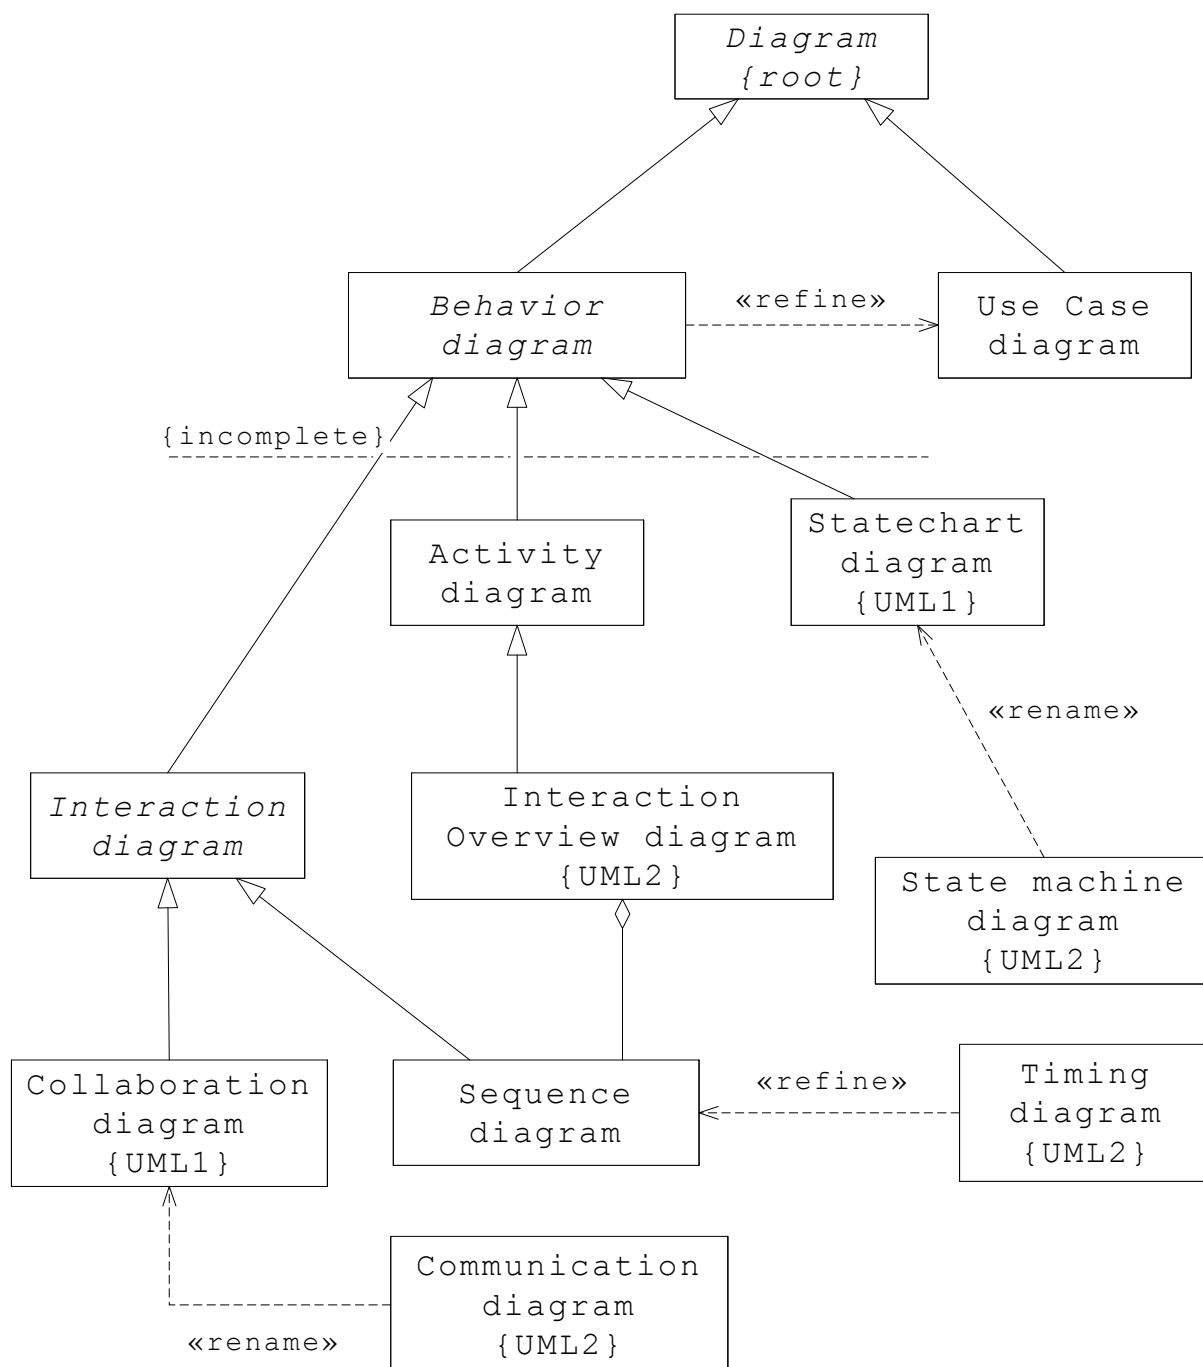 Diagram
{root}
Behavior
diagram
«refine»
Use Case
diagram
{incomplete}
Activity
diagram
Statechart
diagram
{UML1}
«rename»
Interaction
diagram
Interaction
Overview diagram
{UML2}
State machine
diagram
{UML2}
Collaboration
diagram
{UML1}
Sequence
diagram
«refine»
Timing
diagram
{UML2}
Communication
diagram
{UML2}
«rename»